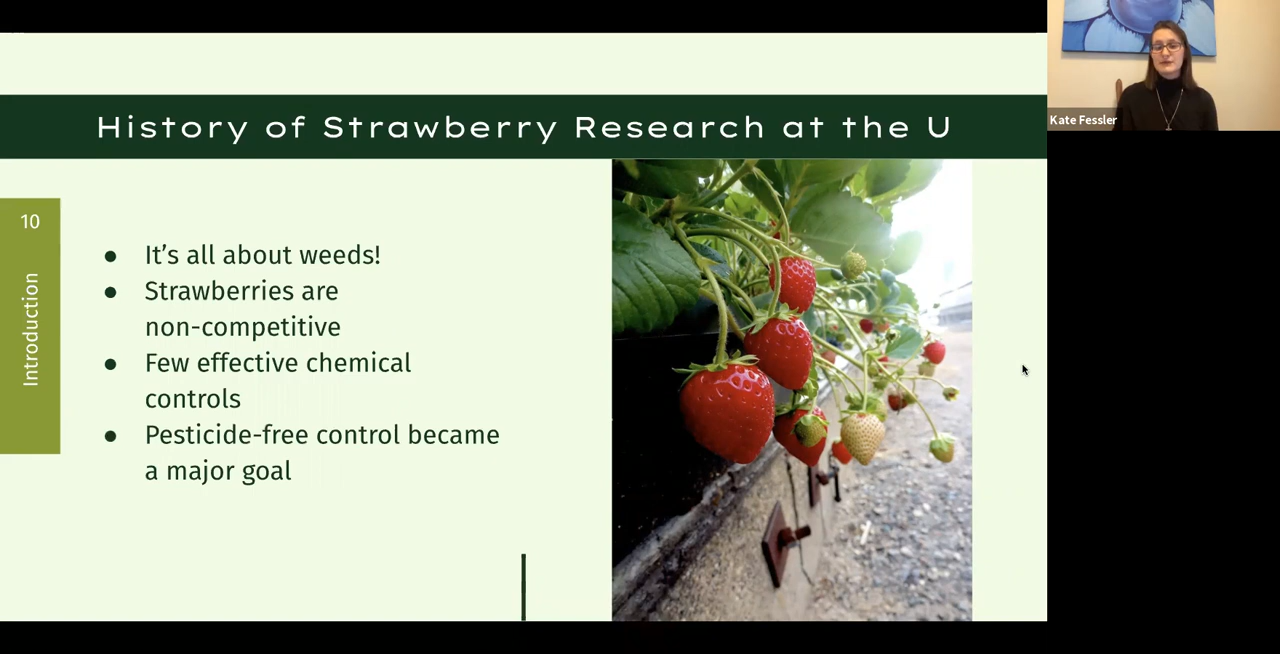 History of Strawberry Research at the U
Kate Fessler
10
Introduction
● It’s all about weeds!
● Strawberries are
non-competitive
● Few effective chemical
controls
● Pesticide-free control became
a major goal